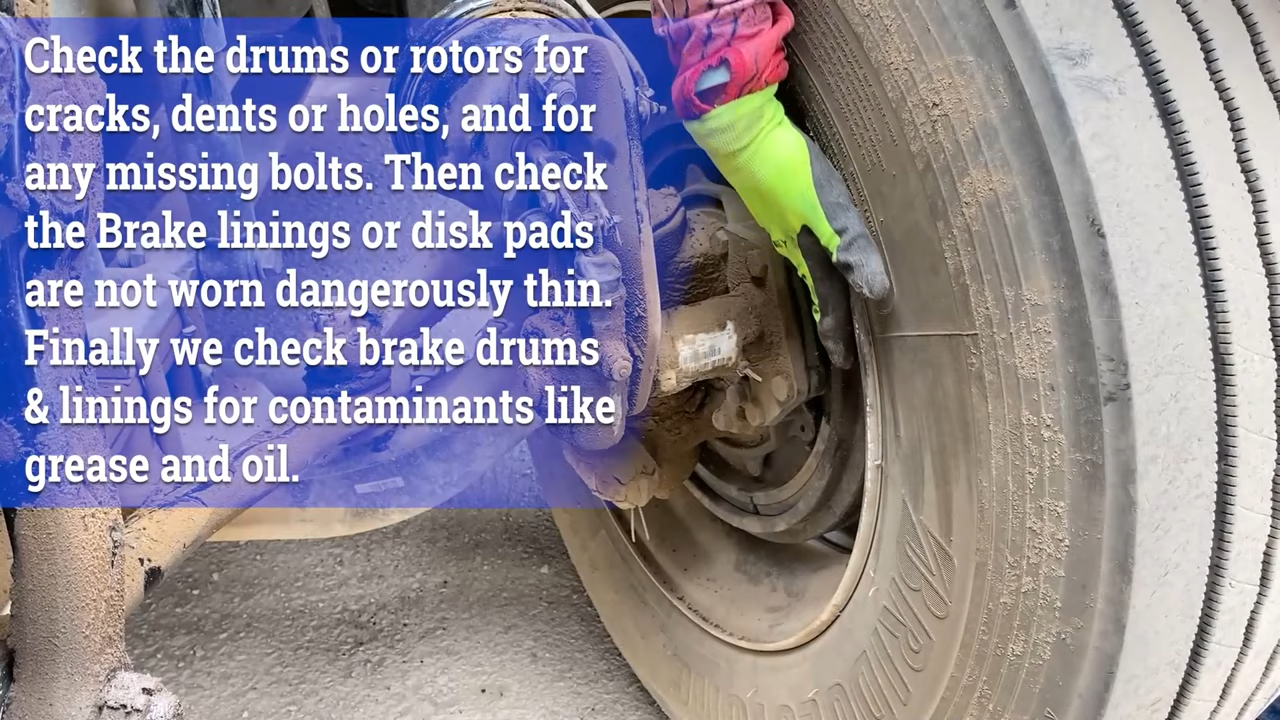 Check the drums or rotors for
cracks, dents or holes, and for
any missing bolts. Then check
the Brake linings or disk pads
are not worn dangerously thin.
Finally we check brake drums
& linings for contaminants like
grease and oil.
BRIDGESTONE